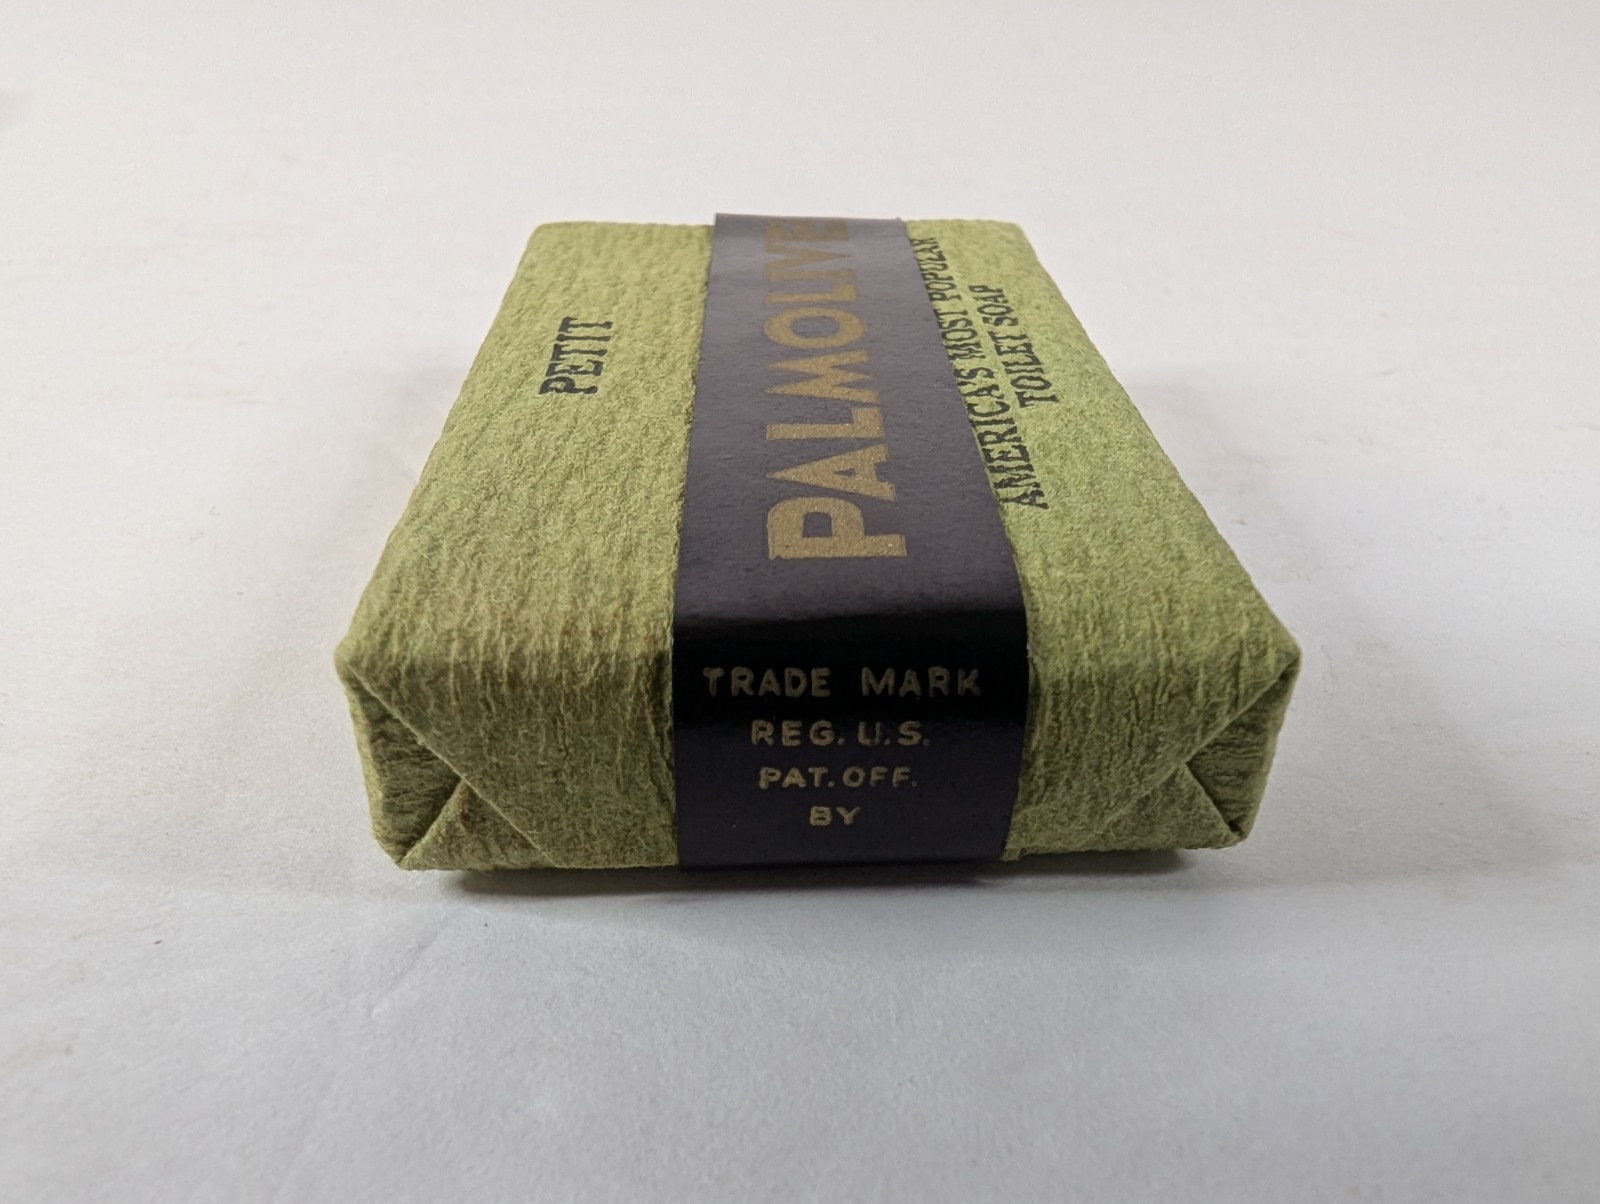 PETIT
PALMOLIVE
AMERICA'S MOST POPULAR
TOILET SOAP
TRADE MARK
REG. U.S.
PAT. OFF.
BY